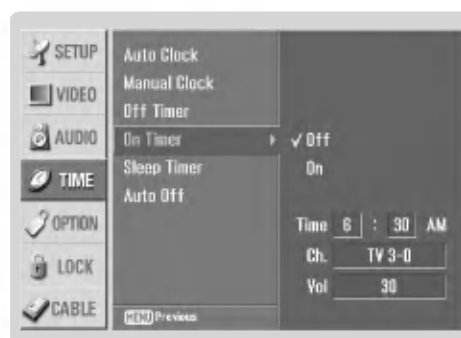 SETUP
VIDEO
AUDIO
TIME
OPTION
LOCK
CABLE
Auto Clock
Manual Clock
Off Timer
On Timer
Sleep Timer
Auto Off
MENU Previous
✓ Off
On
Time 6 : 30 AM
Ch. TV 3-0
Vol 30